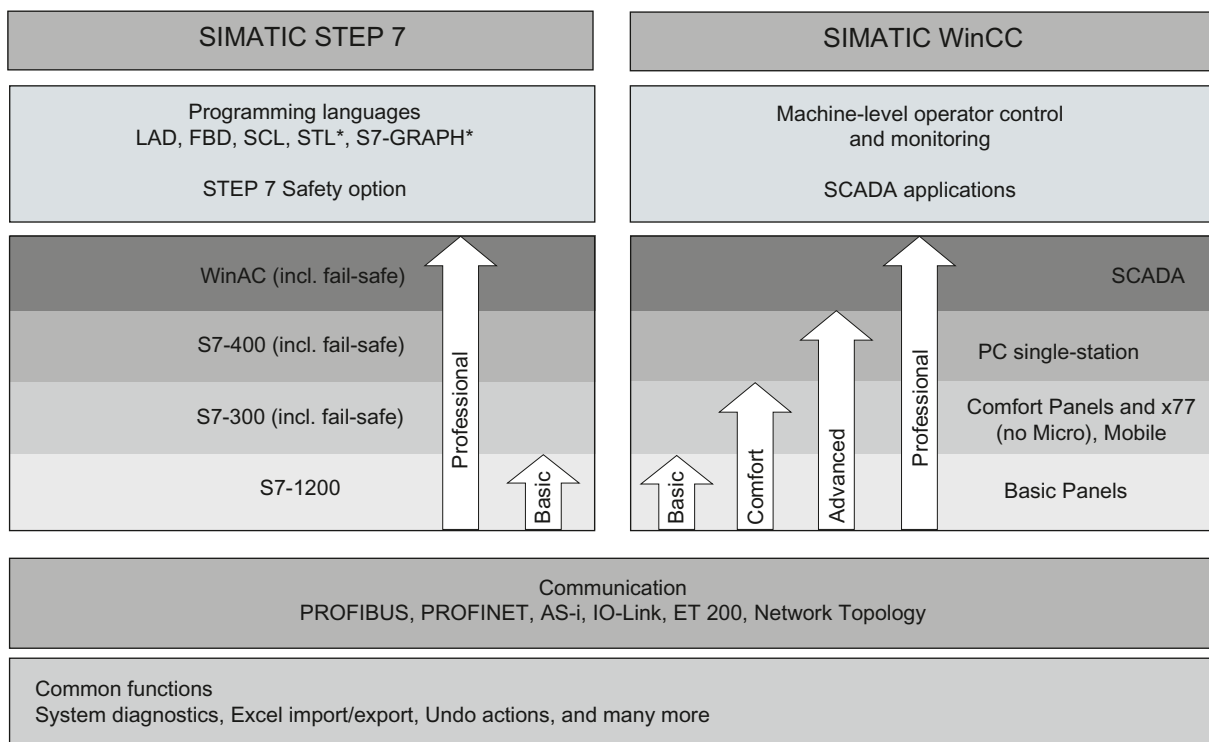 SIMATIC STEP 7
Programming languages
LAD, FBD, SCL, STL*, S7-GRAPH*
STEP 7 Safety option
WinAC (incl. fail-safe)
S7-400 (incl. fail-safe)
S7-300 (incl. fail-safe)
S7-1200
Professional
Basic
SIMATIC WinCC
Machine-level operator control
and monitoring
SCADA applications
Basic
Comfort
Advanced
Professional
SCADA
PC single-station
Comfort Panels and x77
(no Micro), Mobile
Basic Panels
Communication
PROFIBUS, PROFINET, AS-i, IO-Link, ET 200, Network Topology
Common functions
System diagnostics, Excel import/export, Undo actions, and many more